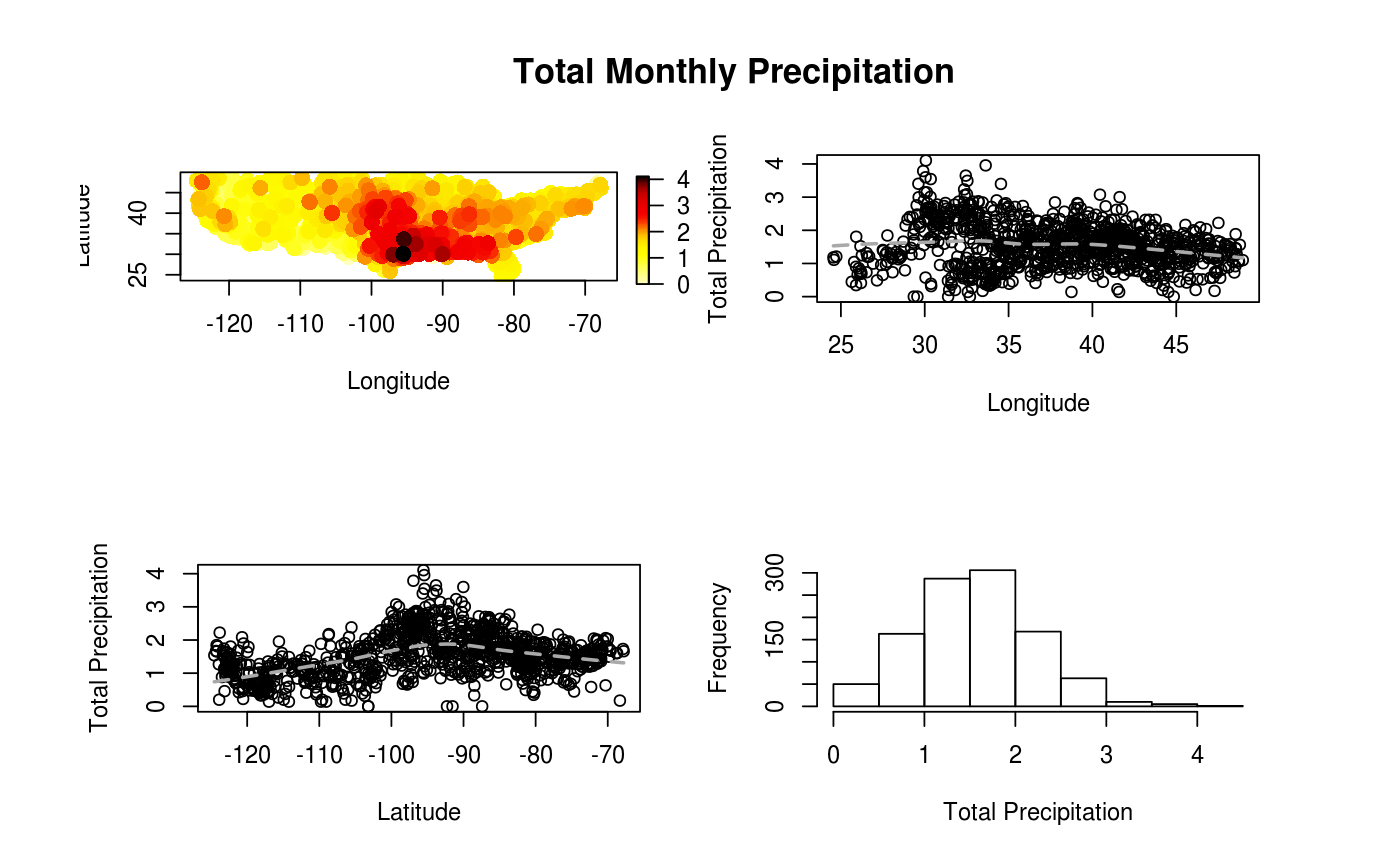 Total Monthly Precipitation
Latitude
25 40
-120 -110 -100 -90 -80 -70
Longitude
0 1 2 3 4
Total Precipitation
0 1 2 3 4
25 30 35 40 45
Longitude
Total Precipitation
0 1 2 3 4
-120 -110 -100 -90 -80 -70
Latitude
Frequency
0 150 300
0 1 2 3 4
Total Precipitation